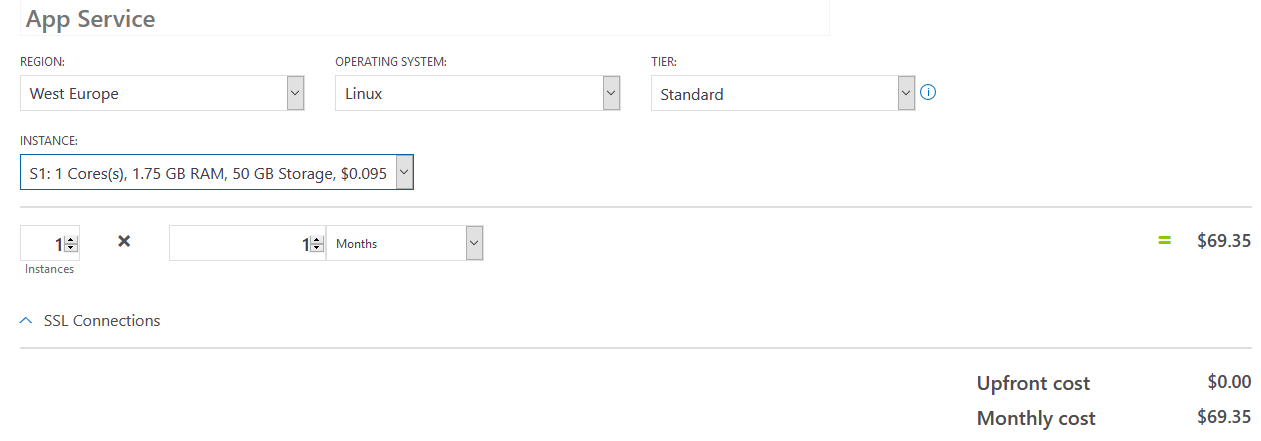 App Service
REGION: OPERATING SYSTEM: TIER:
West Europe Linux Standard i
INSTANCE:
S1: 1 Cores(s), 1.75 GB RAM, 50 GB Storage, $0.095
1 × 1 Months = $69.35
Instances
SSL Connections
Upfront cost $0.00
Monthly cost $69.35